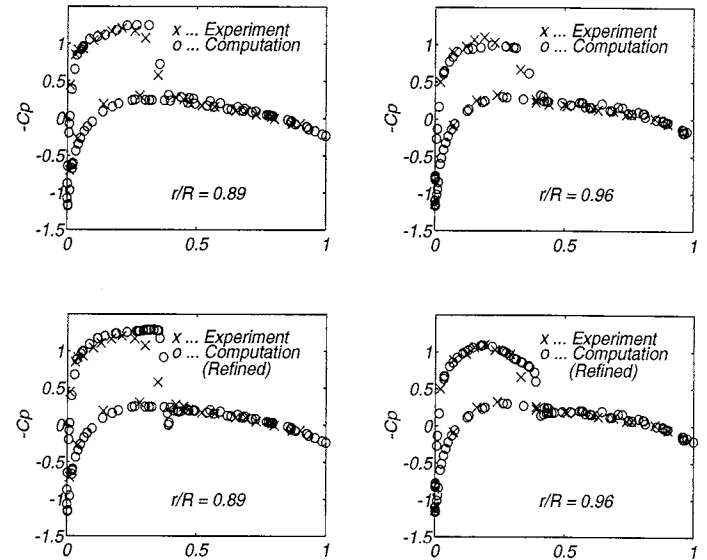 1
0.5
0
-0.5
-1
-1.5
-Cp
x ... Experiment
o ... Computation
r/R = 0.89
0
0.5
1
1
0.5
0
-0.5
-1
-1.5
-Cp
x ... Experiment
o ... Computation
r/R = 0.96
0
0.5
1
1
0.5
0
-0.5
-1
-1.5
-Cp
x ... Experiment
o ... Computation
(Refined)
r/R = 0.89
0
0.5
1
1
0.5
0
-0.5
-1
-1.5
-Cp
x ... Experiment
o ... Computation
(Refined)
r/R = 0.96
0
0.5
1